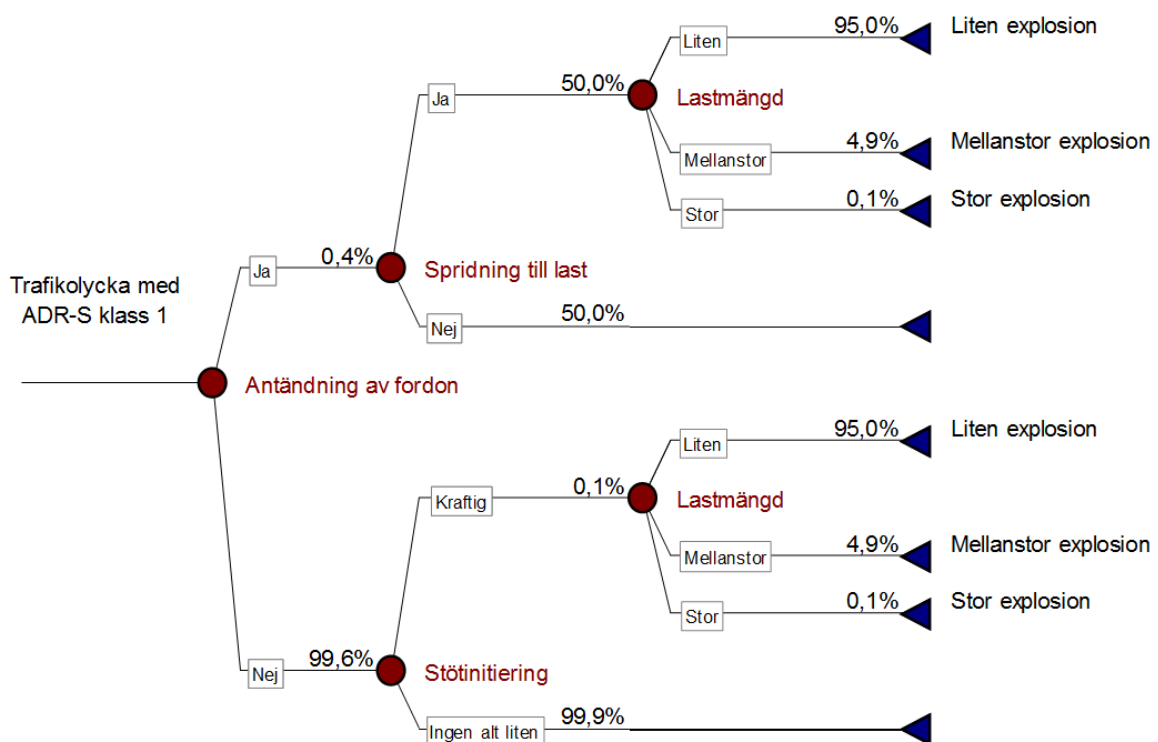 Liten
95,0%
Liten explosion
Ja
50,0%
Lastmängd
Mellanstor
4,9%
Mellanstor explosion
Stor
0,1%
Stor explosion
Trafikolycka med
ADR-S klass 1
Ja
0,4%
Spridning till last
Nej
50,0%
Antändning av fordon
Liten
95,0%
Liten explosion
Kraftig
0,1%
Lastmängd
Mellanstor
4,9%
Mellanstor explosion
Stor
0,1%
Stor explosion
Nej
99,6%
Stötinitiering
Ingen alt liten
99,9%